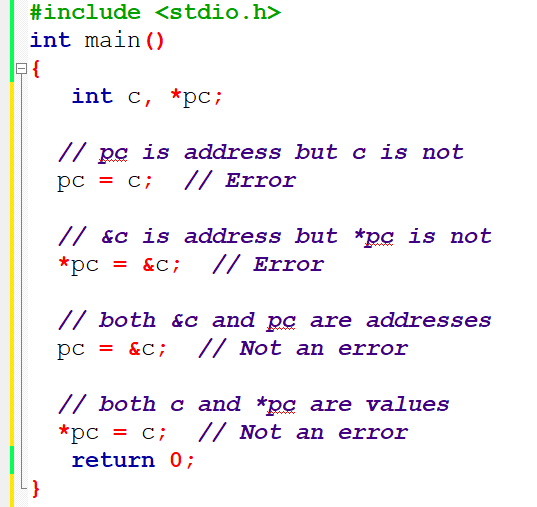 #include <stdio.h>
int main()
{
int c, *pc;
// pc is address but c is not
pc = c; // Error
// &c is address but *pc is not
*pc = &c; // Error
// both &c and pc are addresses
pc = &c; // Not an error
// both c and *pc are values
*pc = c; // Not an error
return 0;
}